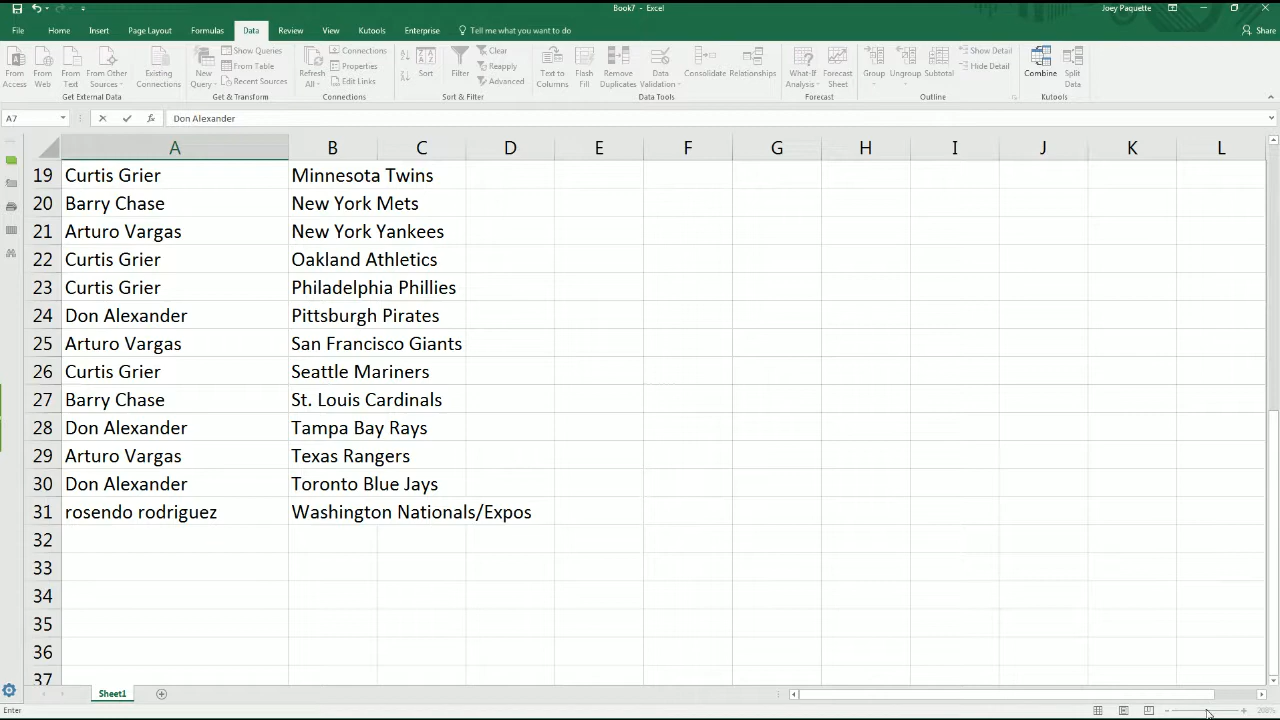 Book7 - Excel
Joey Paquette
File Home Insert Page Layout Formulas Data Review View Kutools Enterprise Tell me what you want to do Share
From Access
From Web
From Text
From Other Sources
Existing Connections
Get External Data
New Query
Show Queries
From Table
Recent Sources
Get & Transform
Refresh All
Connections
Properties
Edit Links
Connections
Sort
Filter
Clear
Reapply
Advanced
Sort & Filter
Text to Columns
Flash Fill
Remove Duplicates
Data Validation
Consolidate
Relationships
Data Tools
What-If Analysis
Forecast Sheet
Forecast
Group
Ungroup
Subtotal
Show Detail
Hide Detail
Outline
Combine
Split Data
Kutools
A7 fx Don Alexander
A B C D E F G H I J K L
19 Curtis Grier Minnesota Twins
20 Barry Chase New York Mets
21 Arturo Vargas New York Yankees
22 Curtis Grier Oakland Athletics
23 Curtis Grier Philadelphia Phillies
24 Don Alexander Pittsburgh Pirates
25 Arturo Vargas San Francisco Giants
26 Curtis Grier Seattle Mariners
27 Barry Chase St. Louis Cardinals
28 Don Alexander Tampa Bay Rays
29 Arturo Vargas Texas Rangers
30 Don Alexander Toronto Blue Jays
31 rosendo rodriguez Washington Nationals/Expos
32
33
34
35
36
37
Sheet1
Enter